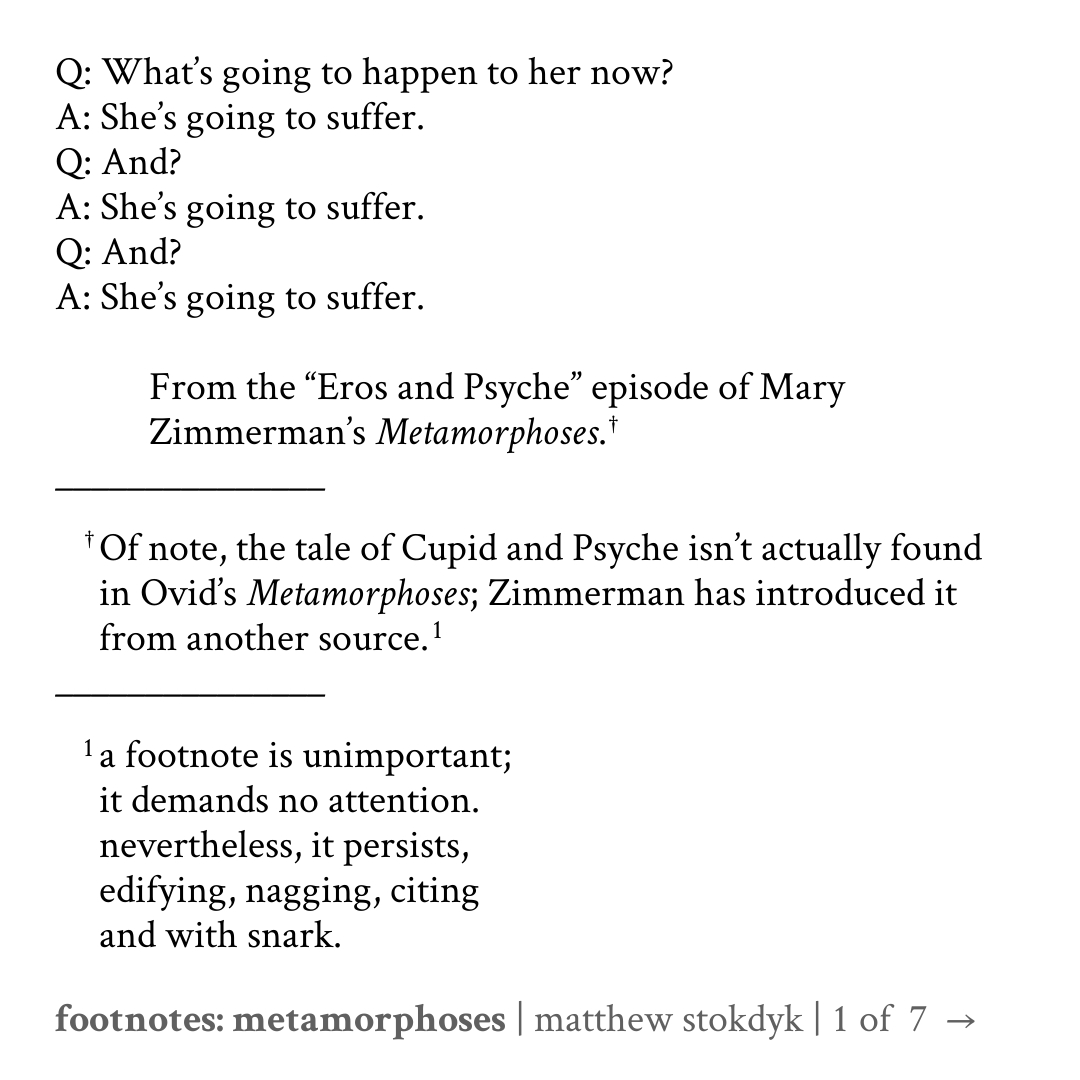 Q: What’s going to happen to her now?
A: She’s going to suffer.
Q: And?
A: She’s going to suffer.
Q: And?
A: She’s going to suffer.
From the “Eros and Psyche” episode of Mary
Zimmerman’s Metamorphoses.†
† Of note, the tale of Cupid and Psyche isn’t actually found
in Ovid’s Metamorphoses; Zimmerman has introduced it
from another source.1
1 a footnote is unimportant;
it demands no attention.
nevertheless, it persists,
edifying, nagging, citing
and with snark.
footnotes: metamorphoses | matthew stokdyk | 1 of 7 →